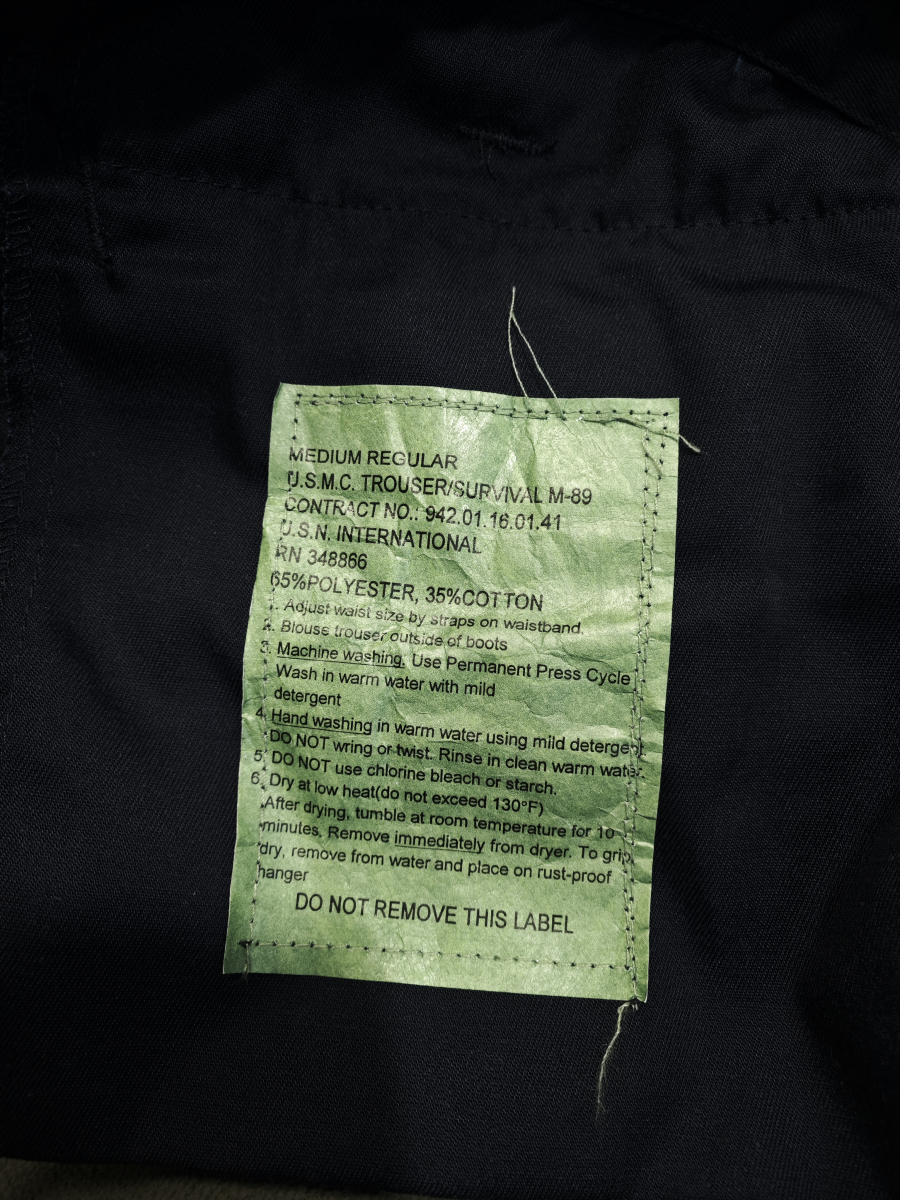 MEDIUM REGULAR
U.S.M.C. TROUSER/SURVIVAL M-89
CONTRACT NO.: 942.01.16.01.41
U.S.N. INTERNATIONAL
RN 348866
65%POLYESTER, 35%COTTON
1. Adjust waist size by straps on waistband.
2. Blouse trouser outside of boots
3. Machine washing. Use Permanent Press Cycle
Wash in warm water with mild
detergent
4. Hand washing in warm water using mild detergent.
DO NOT wring or twist. Rinse in clean warm water.
5. DO NOT use chlorine bleach or starch.
6. Dry at low heat(do not exceed 130°F)
After drying, tumble at room temperature for 10
minutes. Remove immediately from dryer. To grip
dry, remove from water and place on rust-proof
hanger
DO NOT REMOVE THIS LABEL